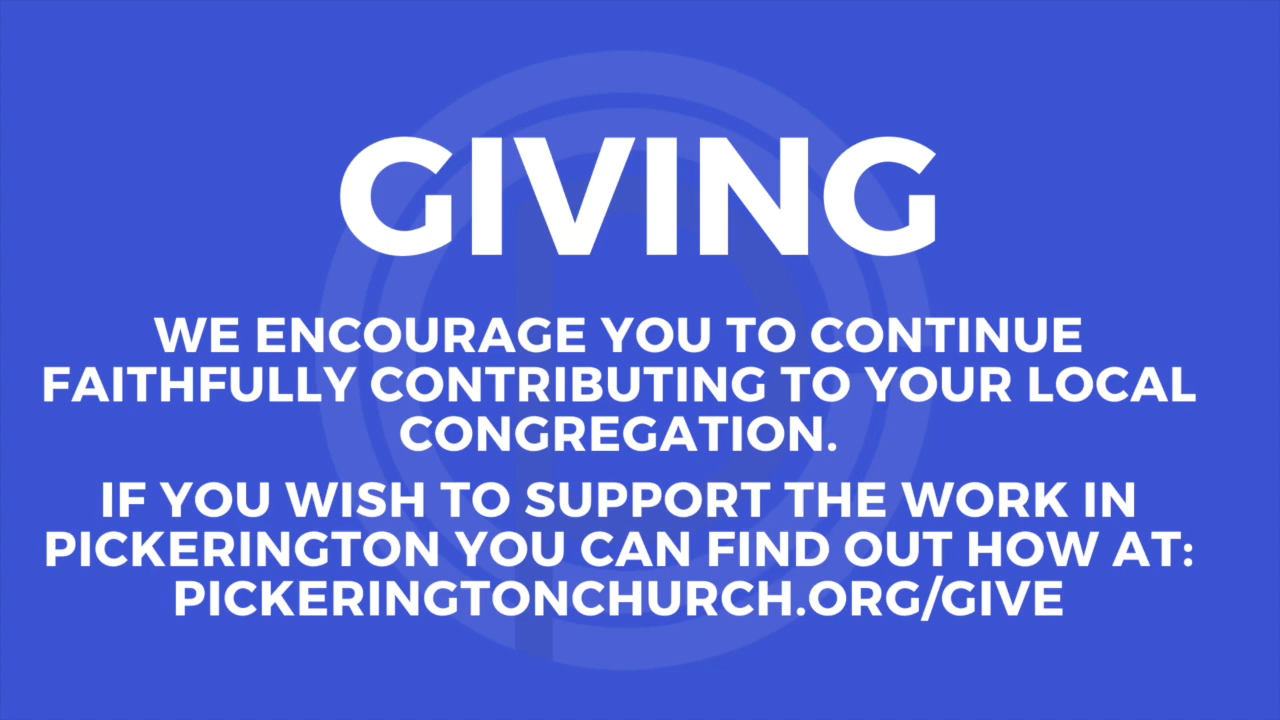 GIVING
WE ENCOURAGE YOU TO CONTINUE
FAITHFULLY CONTRIBUTING TO YOUR LOCAL
CONGREGATION.
IF YOU WISH TO SUPPORT THE WORK IN
PICKERINGTON YOU CAN FIND OUT HOW AT:
PICKERINGTONCHURCH.ORG/GIVE